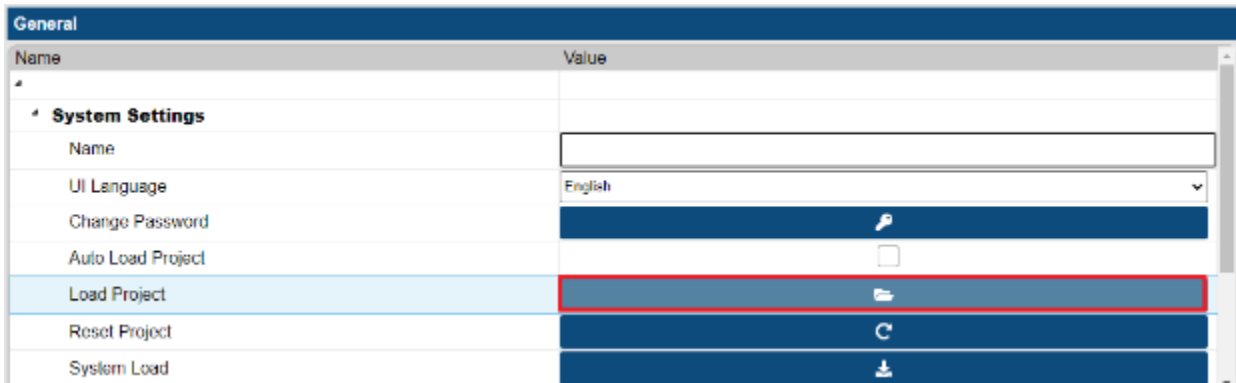 General
Name Value
System Settings
Name
UI Language English
Change Password
Auto Load Project
Load Project
Reset Project
System Load